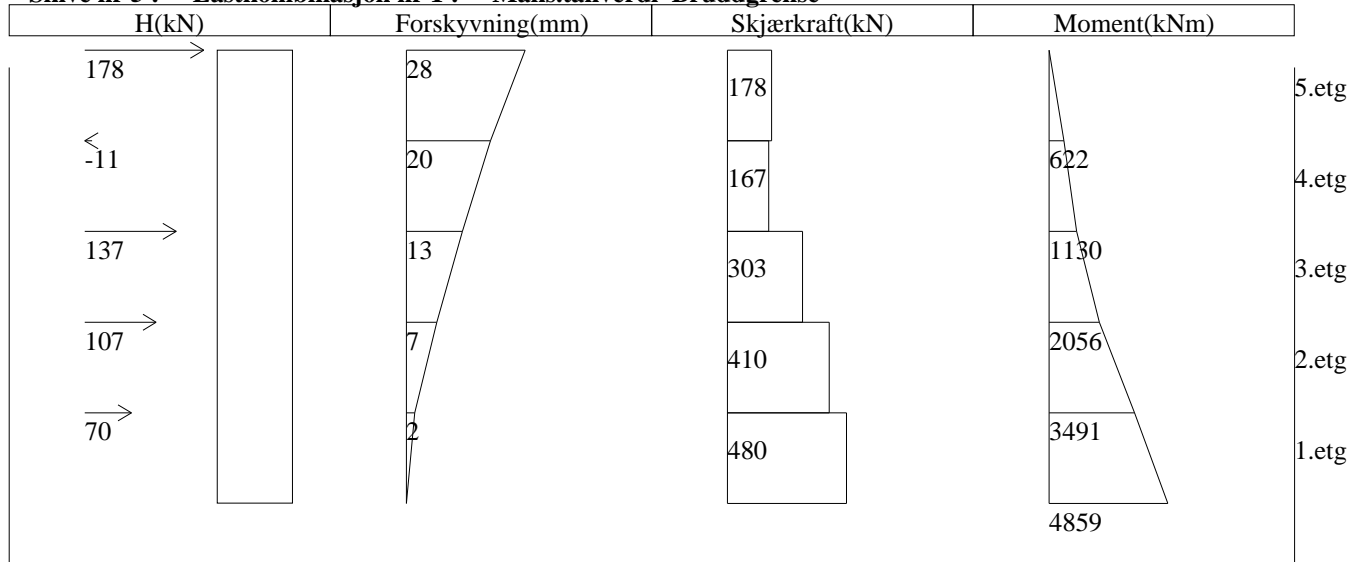 H(kN) Forskyvning(mm) Skjærkraft(kN) Moment(kNm)
178 28 178 5.etg
-11 20 167 622 4.etg
137 13 303 1130 3.etg
107 7 410 2056 2.etg
70 2 480 3491 1.etg
4859